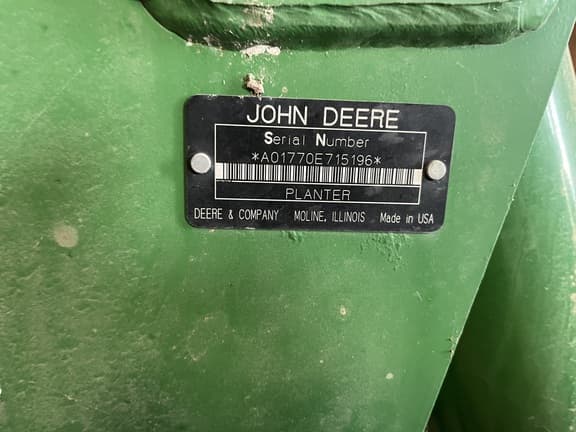 JOHN DEERE
Serial Number
*A01770E715196*
PLANTER
DEERE & COMPANY MOLINE, ILLINOIS Made in USA